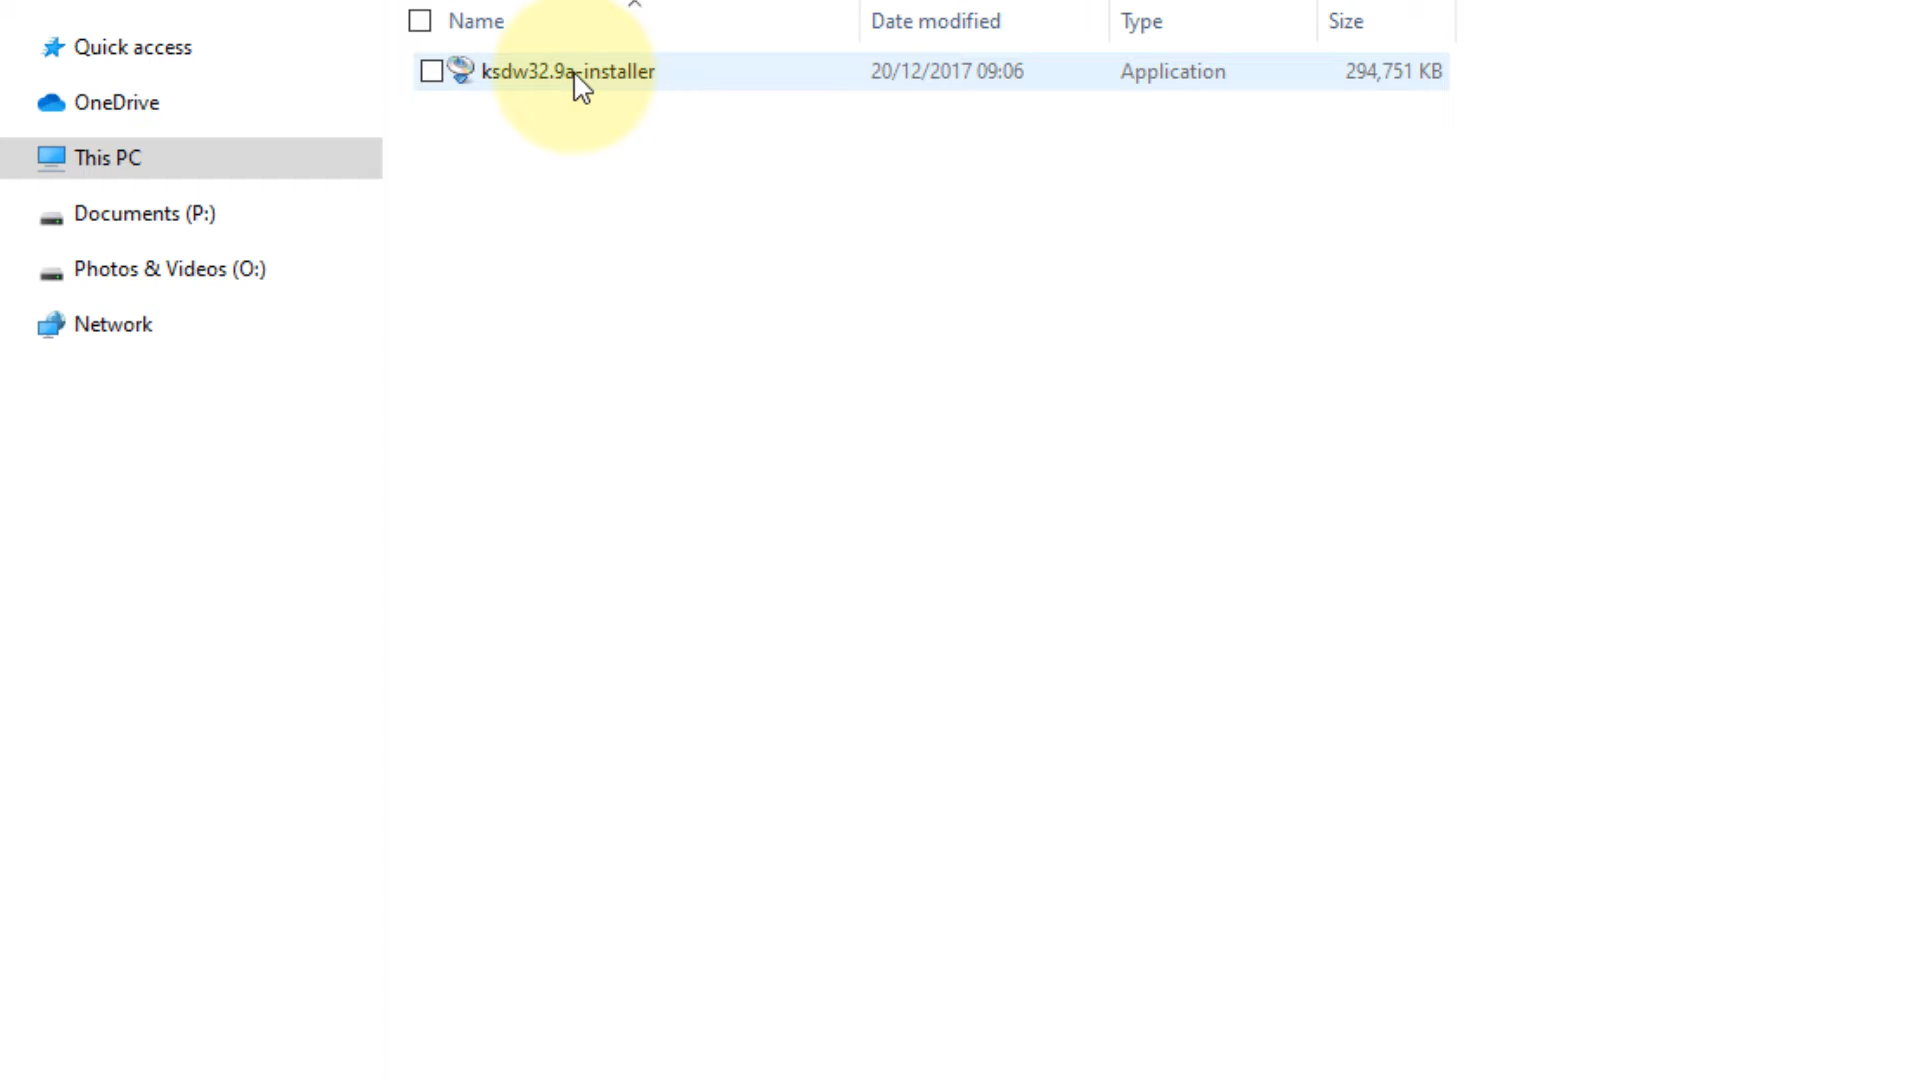 Name Date modified Type Size
ksdw32.9a-installer 20/12/2017 09:06 Application 294,751 KB
Quick access
OneDrive
This PC
Documents (P:)
Photos & Videos (O:)
Network